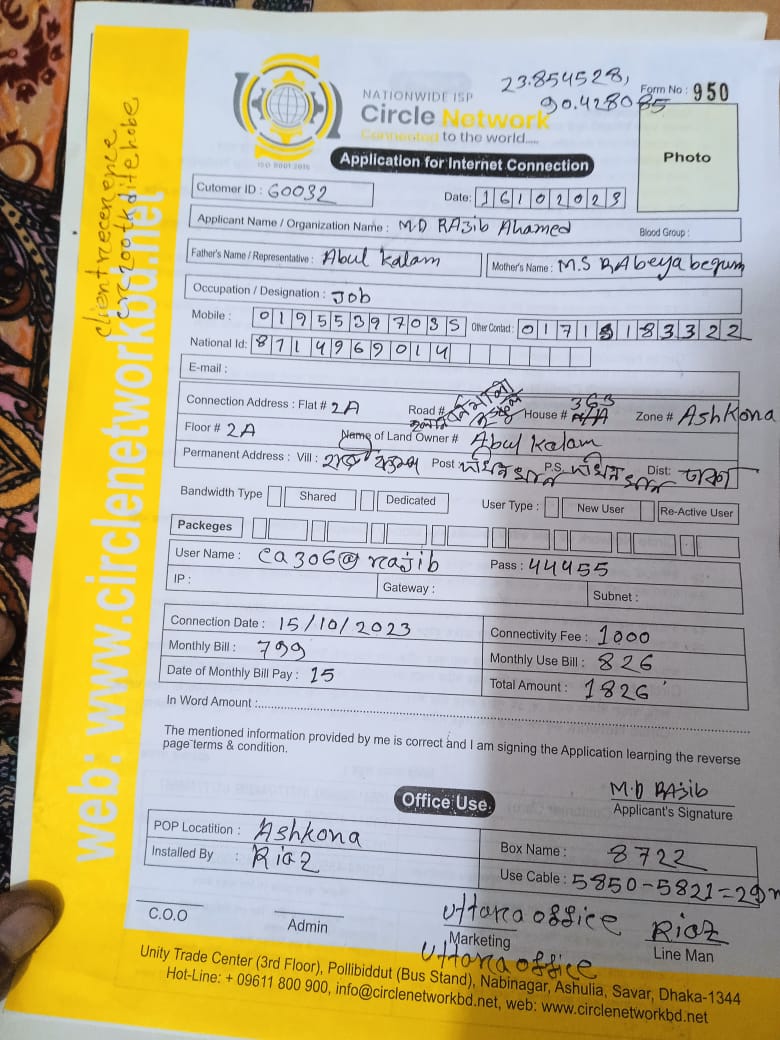 23.854528,
90.428085
Form No : 950
NATIONWIDE ISP
Circle Network
Connected to the world....
ISO 9001:2015
Photo
Application for Internet Connection
Cutomer ID : 60032
Date: 16102023
Applicant Name / Organization Name : M.D RAJib Ahamed
Blood Group :
Father's Name / Representative : Abul Kalam
Mother's Name : M.S RAbeya begum
Occupation / Designation : Job
Mobile : 01955397035 Other Contact : 01718183322
National Id: 8714969014
E-mail :
Connection Address : Flat # 2A Road # House # 363 N/A Zone # Ashkona
Floor # 2A Name of Land Owner # Abul Kalam
Permanent Address : Vill : Post : P.S. Dist: ঢাকা
Bandwidth Type Shared Dedicated User Type : New User Re-Active User
Packeges
User Name : ca306@rajib Pass : 44455
IP : Gateway : Subnet :
Connection Date : 15/10/2023 Connectivity Fee : 1000
Monthly Bill : 799 Monthly Use Bill : 826
Date of Monthly Bill Pay : 15 Total Amount : 1826
In Word Amount :
The mentioned information provided by me is correct and I am signing the Application learning the reverse
page terms & condition.
M.D RAJib
Applicant's Signature
Office Use.
POP Locatition : Ashkona Box Name : 8722
Installed By : Riaz Use Cable : 5850-5821=29m
C.O.O Admin Uttara office Riaz
Marketing Line Man
Uttara office
Unity Trade Center (3rd Floor), Pollibiddut (Bus Stand), Nabinagar, Ashulia, Savar, Dhaka-1344
Hot-Line: + 09611 800 900, info@circlenetworkbd.net, web: www.circlenetworkbd.net
web: www.circlenetworkbd.net